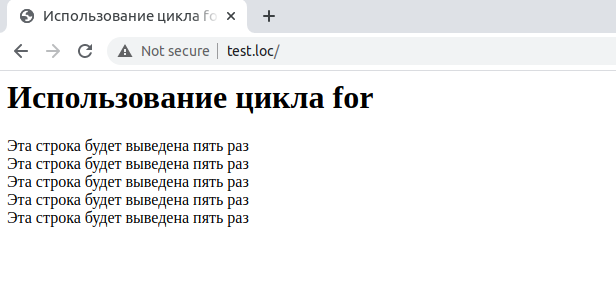 Использование цикла fo
Not secure
test.loc/
Использование цикла for
Эта строка будет выведена пять раз
Эта строка будет выведена пять раз
Эта строка будет выведена пять раз
Эта строка будет выведена пять раз
Эта строка будет выведена пять раз